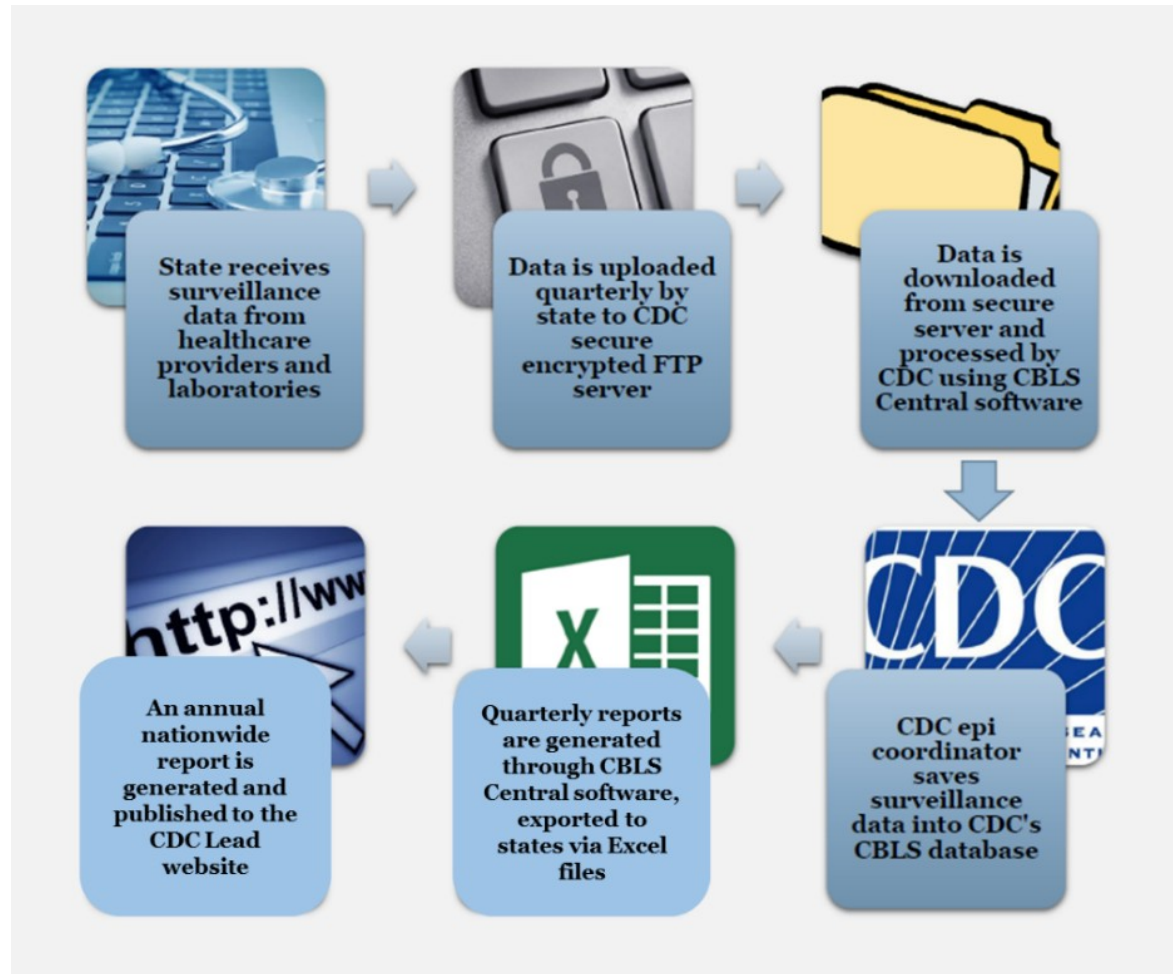 State receives
surveillance
data from
healthcare
providers and
laboratories
Data is uploaded
quarterly by
state to CDC
secure
encrypted FTP
server
Data is
downloaded
from secure
server and
processed by
CDC using CBLS
Central software
CDC
SEA
NTI
CDC epi
coordinator
saves
surveillance
data into CDC's
CBLS database
X
Quarterly reports
are generated
through CBLS
Central software,
exported to
states via Excel
files
http://ww
An annual
nationwide
report is
generated and
published to the
CDC Lead
website